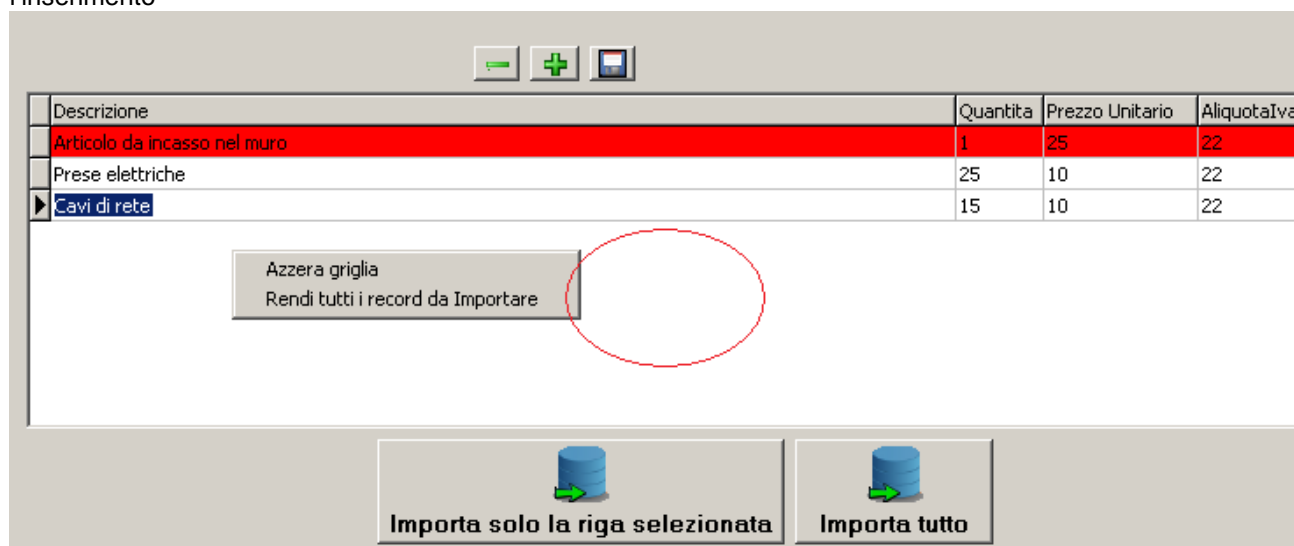 l'inserimento
Descrizione Quantita Prezzo Unitario AliquotaIva
Articolo da incasso nel muro 1 25 22
Prese elettriche 25 10 22
Cavi di rete 15 10 22
Azzera griglia
Rendi tutti i record da Importare
Importa solo la riga selezionata Importa tutto